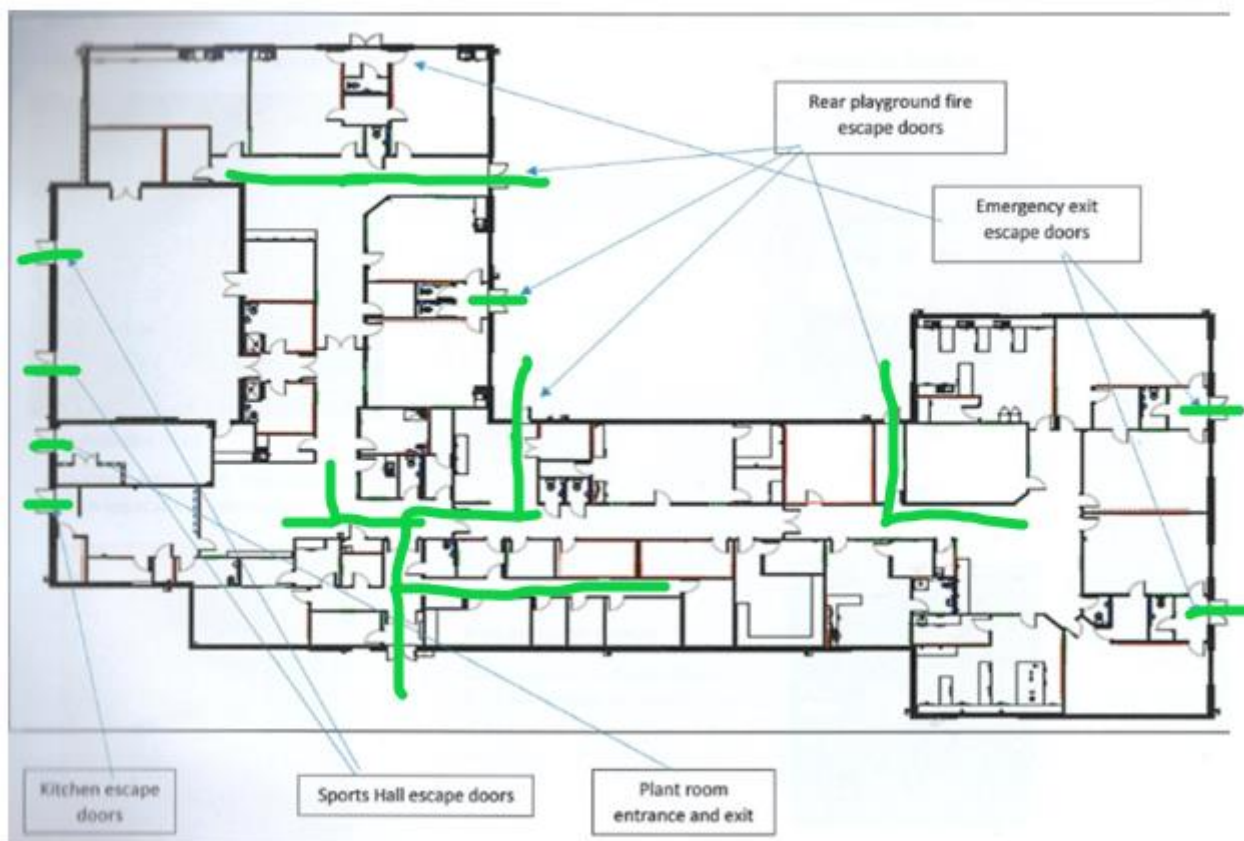 Rear playground fire
escape doors
Emergency exit
escape doors
Kitchen escape
doors
Sports Hall escape doors
Plant room
entrance and exit